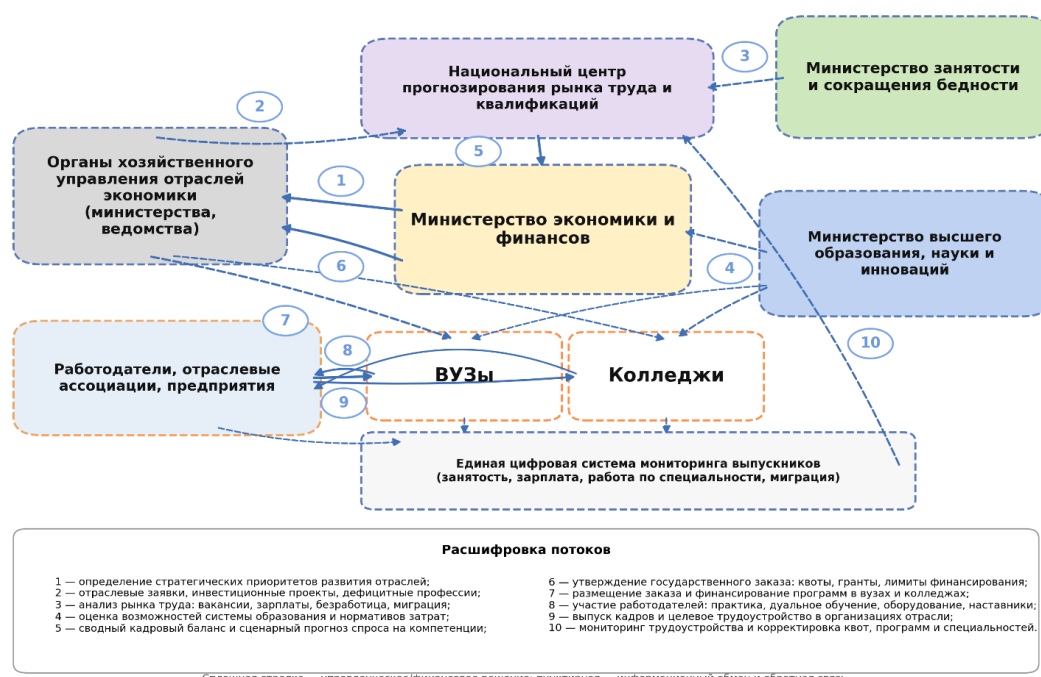 Национальный центр
прогнозирования рынка труда и
квалификаций
3
Министерство занятости
и сокращения бедности
2
Органы хозяйственного
управления отраслей
экономики
(министерства,
ведомства)
1
5
Министерство экономики и
финансов
Министерство высшего
образования, науки и
инноваций
6
4
7
8
10
Работодатели, отраслевые
ассоциации, предприятия
ВУЗы
Колледжи
9
Единая цифровая система мониторинга выпускников
(занятость, зарплата, работа по специальности, миграция)
Расшифровка потоков
1 — определение стратегических приоритетов развития отраслей;
2 — отраслевые заявки, инвестиционные проекты, дефицитные профессии;
3 — анализ рынка труда: вакансии, зарплаты, безработица, миграция;
4 — оценка возможностей системы образования и нормативов затрат;
5 — сводный кадровый баланс и сценарный прогноз спроса на компетенции;
6 — утверждение государственного заказа: квоты, гранты, лимиты финансирования;
7 — размещение заказа и финансирование программ в вузах и колледжах;
8 — участие работодателей: практика, дуальное обучение, оборудование, наставники;
9 — выпуск кадров и целевое трудоустройство в организациях отрасли;
10 — мониторинг трудоустройства и корректировка квот, программ и специальностей.